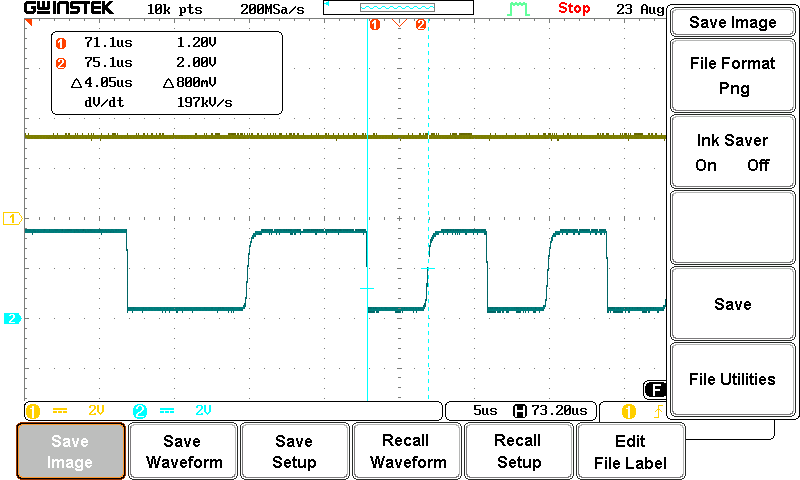 GWINSTEK 10k pts 200MSa/s Stop 23 Aug
1 2
1 71.1us 1.20V
2 75.1us 2.00V
△4.05us △800mV
dV/dt 197kV/s
1
2
F
1 2V 2 2V 5us H 73.20us 1
Save Image
File Format
Png
Ink Saver
On Off
Save
File Utilities
Save
Image
Save
Waveform
Save
Setup
Recall
Waveform
Recall
Setup
Edit
File Label